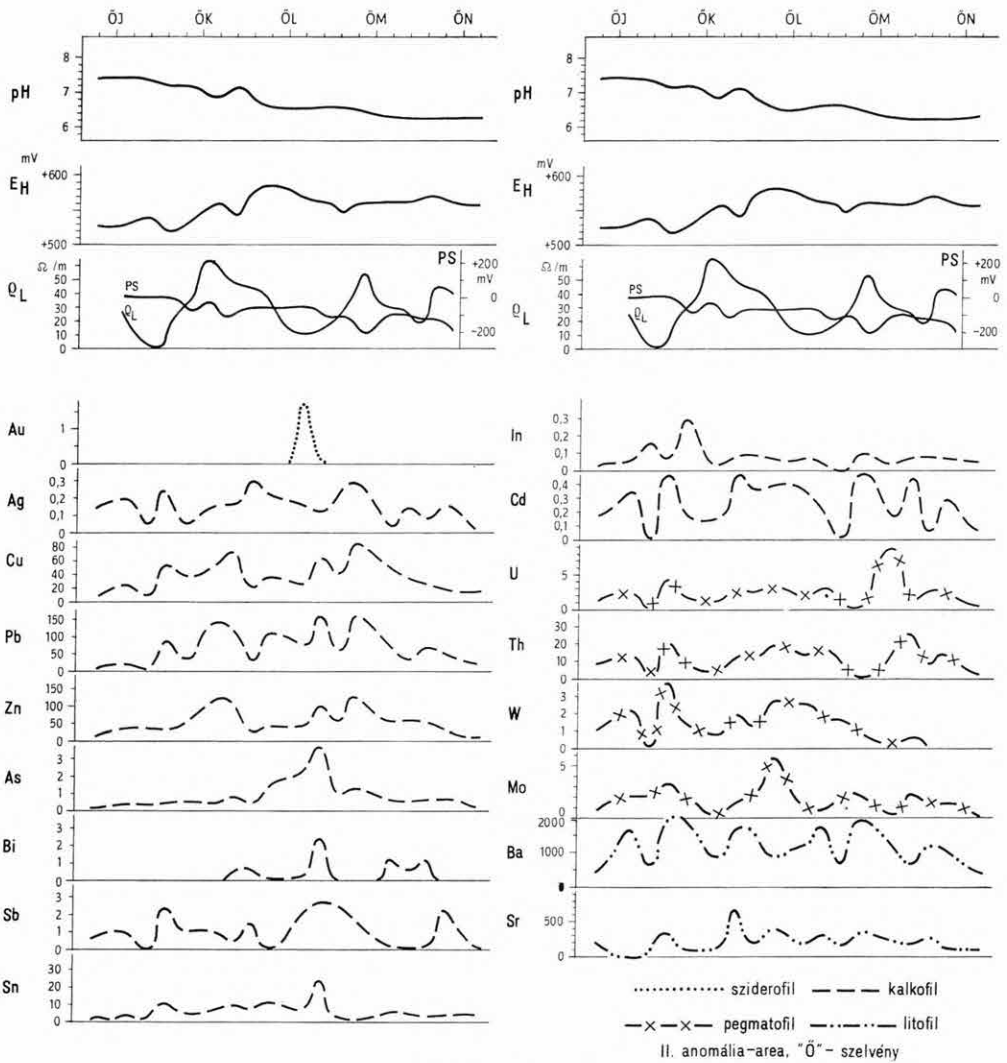 ŐJ ŐK ŐL ŐM ŐN
pH
8
7
6
mV
EH
+600
+500
Ω /m
ϱL
60
50
40
30
20
10
0
PS
ϱL
PS
+200
mV
0
-200
Au
1
0
Ag
0,3
0,2
0,1
0
Cu
80
60
40
20
0
Pb
150
100
50
0
Zn
150
100
50
0
As
3
2
1
0
Bi
3
2
1
0
Sb
3
2
1
0
Sn
30
20
10
0
ŐJ ŐK ŐL ŐM ŐN
pH
8
7
6
mV
EH
+600
+500
Ω /m
ϱL
60
50
40
30
20
10
0
PS
ϱL
PS
+200
mV
0
-200
In
0,3
0,2
0,1
0
Cd
0,4
0,3
0,2
0,1
0
U
5
0
Th
30
20
10
0
W
3
2
1
0
Mo
5
0
Ba
2000
1000
Sr
500
0
sziderofil kalkofil
pegmatofil litofil
II. anomália-area, "Ő"- szelvény